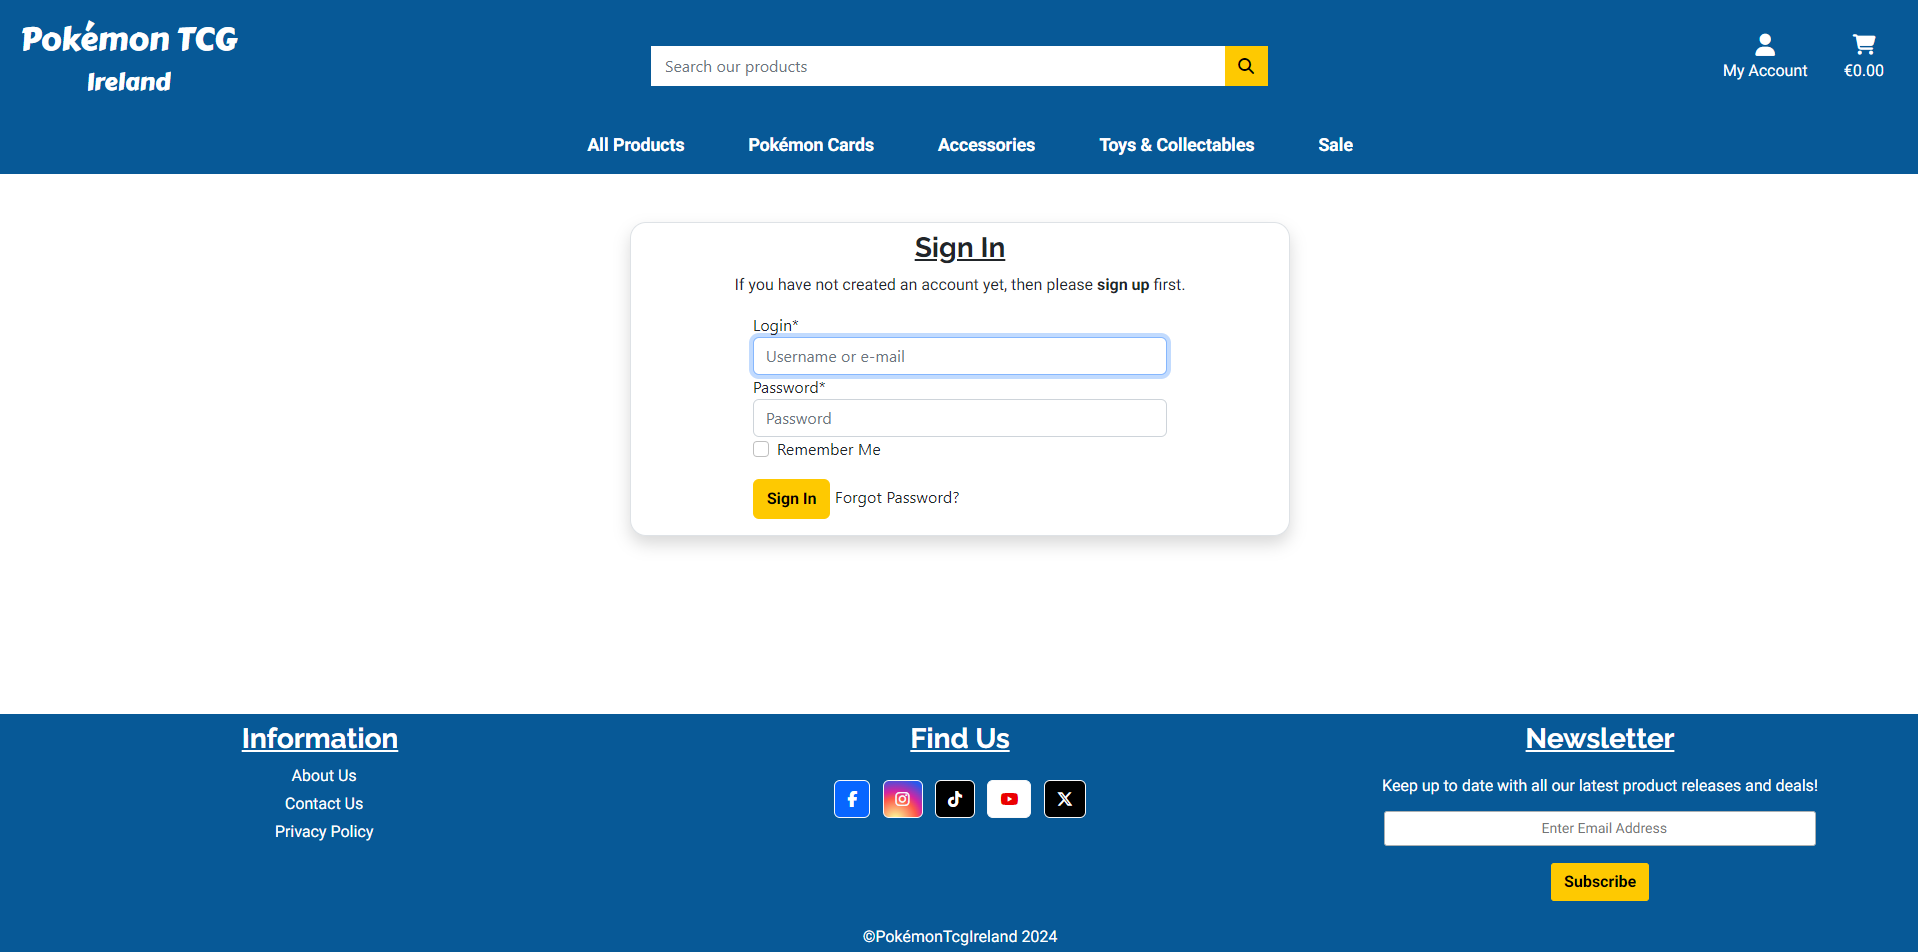 Pokémon TCG
Ireland
Search our products
My Account
€0.00
All Products
Pokémon Cards
Accessories
Toys & Collectables
Sale
Sign In
If you have not created an account yet, then please sign up first.
Login*
Username or e-mail
Password*
Password
Remember Me
Sign In
Forgot Password?
Information
About Us
Contact Us
Privacy Policy
Find Us
Newsletter
Keep up to date with all our latest product releases and deals!
Enter Email Address
Subscribe
©PokémonTcgIreland 2024